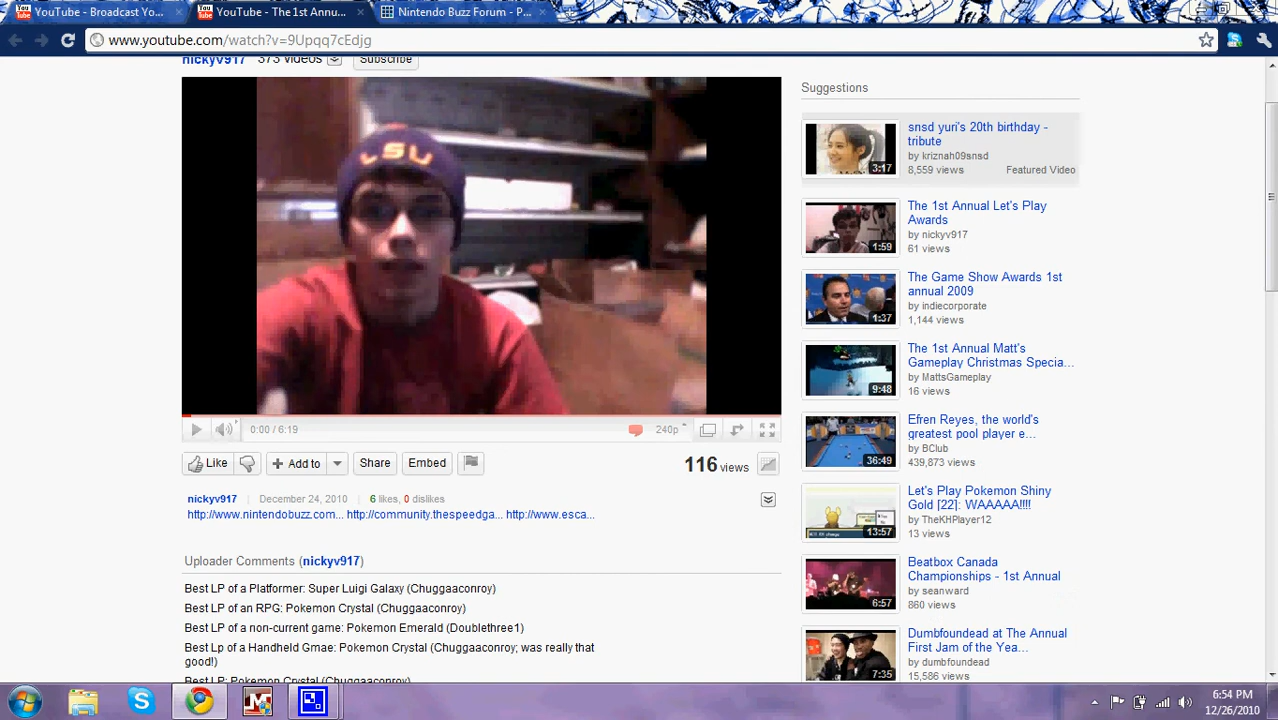 YouTube - Broadcast Yo...
YouTube - The 1st Annu...
Nintendo Buzz Forum - P...
www.youtube.com/watch?v=9Upqq7cEdjg
nickyv917 373 videos Subscribe
LSU
0:00 / 6:19
240p
Like
Add to
Share
Embed
116 views
nickyv917 December 24, 2010 6 likes, 0 dislikes
http://www.nintendobuzz.com... http://community.thespeedga... http://www.esca...
Uploader Comments (nickyv917)
Best LP of a Platformer: Super Luigi Galaxy (Chuggaaconroy)
Best LP of an RPG: Pokemon Crystal (Chuggaaconroy)
Best LP of a non-current game: Pokemon Emerald (Doublethree1)
Best Lp of a Handheld Gmae: Pokemon Crystal (Chuggaaconroy; was really that
good!)
Best LP: Pokemon Crystal (Chuggaaconroy)
Suggestions
snsd yuri's 20th birthday -
tribute
by kriznah09snsd
8,559 views Featured Video
3:17
The 1st Annual Let's Play
Awards
by nickyv917
61 views
1:59
The Game Show Awards 1st
annual 2009
by indiecorporate
1,144 views
1:37
The 1st Annual Matt's
Gameplay Christmas Specia...
by MattsGameplay
16 views
9:48
Efren Reyes, the world's
greatest pool player e...
by BClub
439,873 views
36:49
Let's Play Pokemon Shiny
Gold [22]: WAAAAA!!!!
by TheKHPlayer12
13 views
13:57
Beatbox Canada
Championships - 1st Annual
by seanward
860 views
6:57
Dumbfoundead at The Annual
First Jam of the Yea...
by dumbfoundead
15,586 views
7:35
6:54 PM
12/26/2010